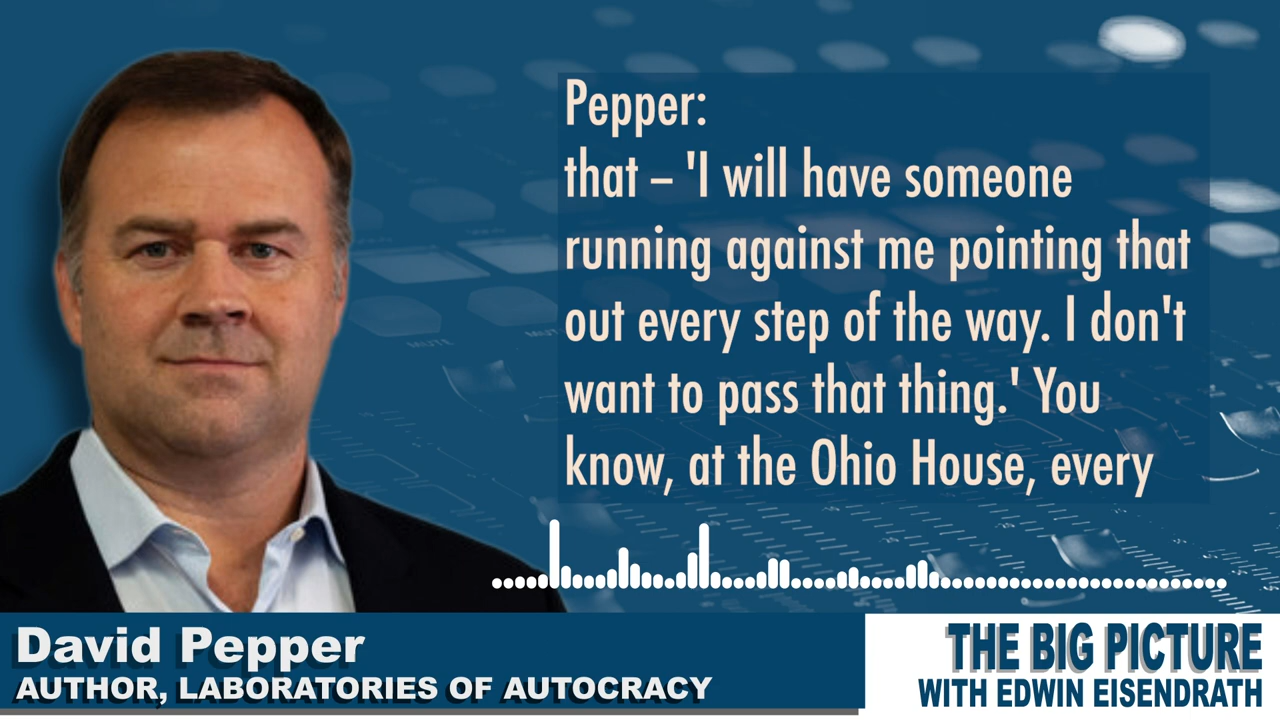 Pepper:
that – 'I will have someone
running against me pointing that
out every step of the way. I don't
want to pass that thing.' You
know, at the Ohio House, every
MUTE
David Pepper
AUTHOR, LABORATORIES OF AUTOCRACY
THE BIG PICTURE
WITH EDWIN EISENDRATH